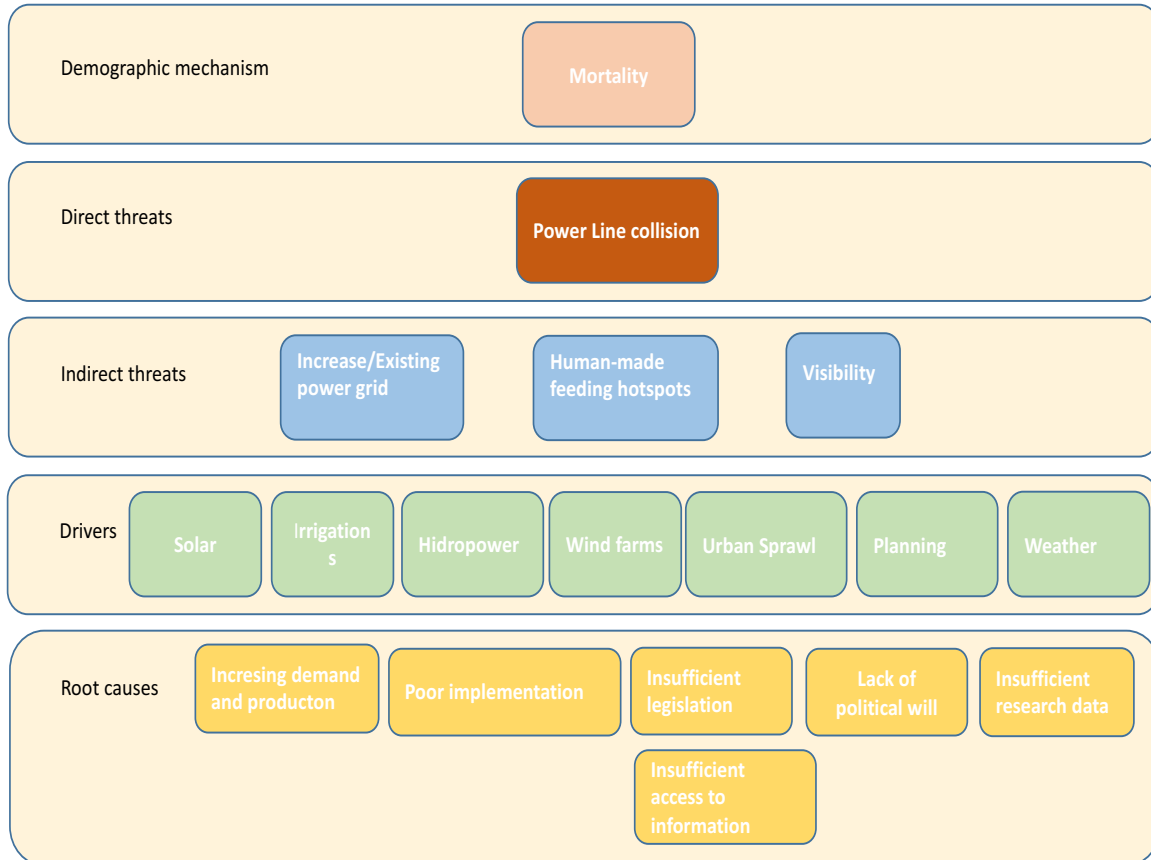 Demographic mechanism
Mortality
Direct threats
Power Line collision
Indirect threats
Increase/Existing
power grid
Human-made
feeding hotspots
Visibility
Drivers
Solar
Irrigation
s
Hidropower
Wind farms
Urban Sprawl
Planning
Weather
Root causes
Incresing demand
and producton
Poor implementation
Insufficient
legislation
Lack of
political will
Insufficient
research data
Insufficient
access to
information